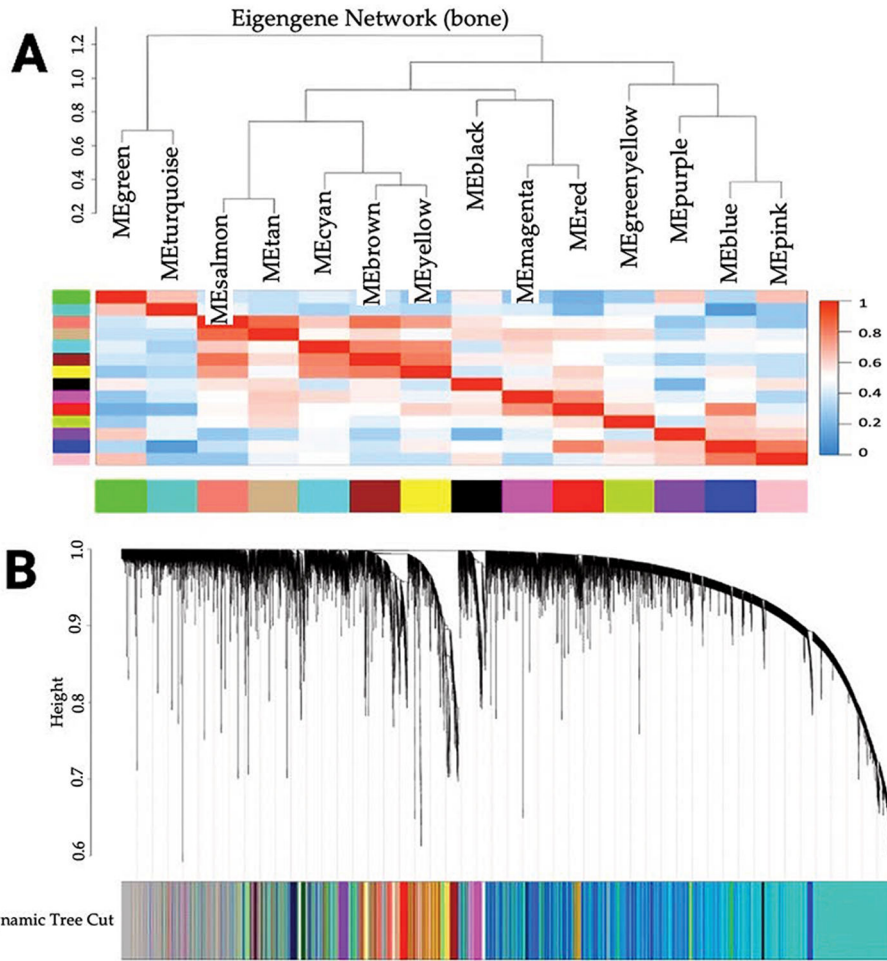 Eigengene Network (bone)
A
1.2
1.0
0.8
0.6
0.4
0.2
MEgreen
MEturquoise
MEsalmon
MEtan
MEcyan
MEbrown
MEyellow
MEblack
MEmagenta
MEred
MEgreenyellow
MEpurple
MEblue
MEpink
1
0.8
0.6
0.4
0.2
0
B
Height
1.0
0.9
0.8
0.7
0.6
namic Tree Cut